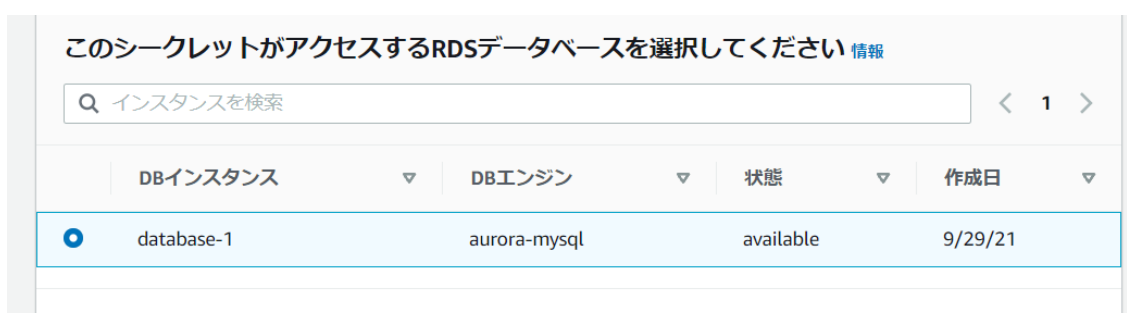 このシークレットがアクセスするRDSデータベースを選択してください 情報
インスタンスを検索
1
DBインスタンス DBエンジン 状態 作成日
database-1 aurora-mysql available 9/29/21